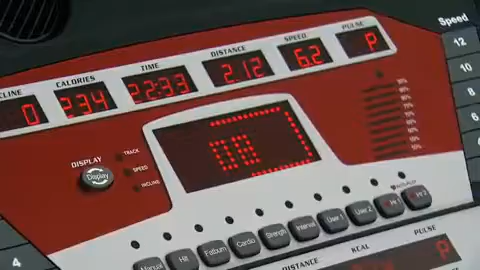 CLINE CALORIES TIME DISTANCE SPEED PULSE Speed
0 234 22:33 2.12 6.2 P 12
10
8
6
DISPLAY TRACK
SPEED
INCLINE
Display
4
Manual Hill Fatburn Cardio Strength Interval User 1 User 2 Hr 1 Hr 2
DISTANCE KCAL PULSE
P